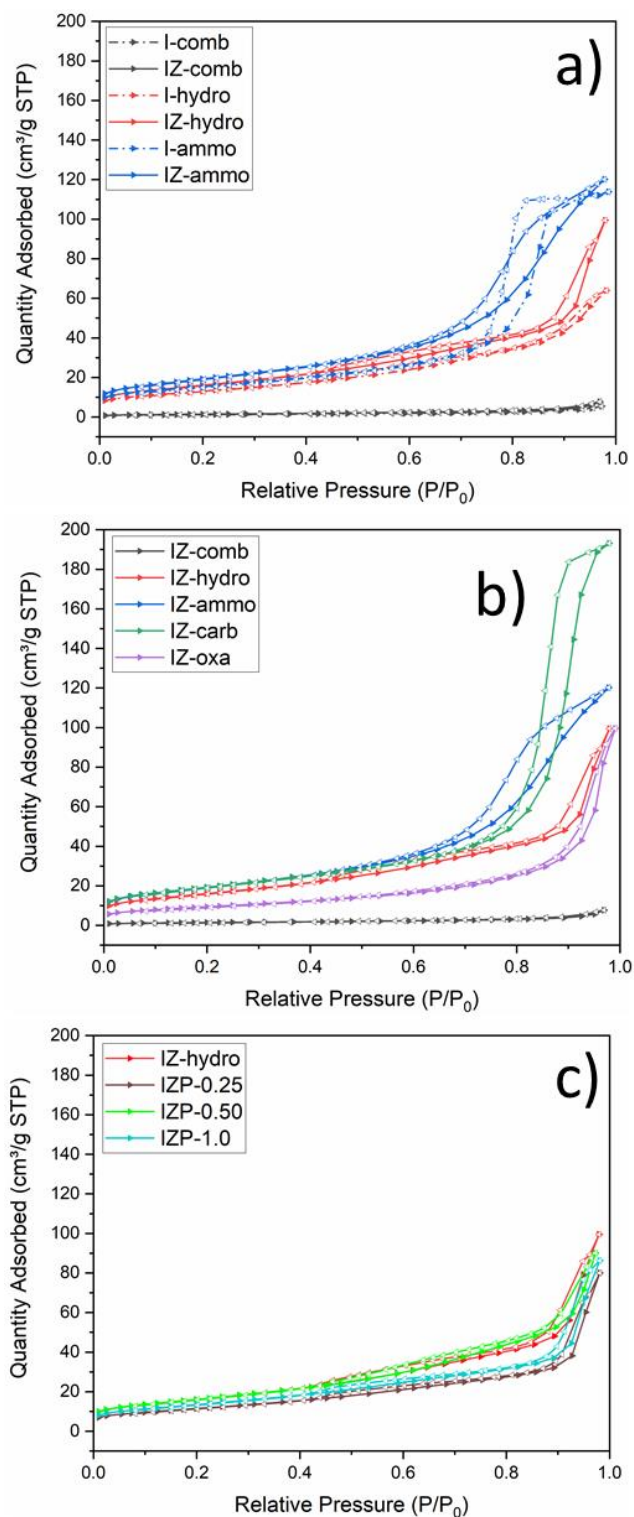 a)
I-comb
IZ-comb
I-hydro
IZ-hydro
I-ammo
IZ-ammo
Quantity Adsorbed (cm³/g STP)
200
180
160
140
120
100
80
60
40
20
0
0.0 0.2 0.4 0.6 0.8 1.0
Relative Pressure (P/P₀)
b)
IZ-comb
IZ-hydro
IZ-ammo
IZ-carb
IZ-oxa
Quantity Adsorbed (cm³/g STP)
200
180
160
140
120
100
80
60
40
20
0
0.0 0.2 0.4 0.6 0.8 1.0
Relative Pressure (P/P₀)
c)
IZ-hydro
IZP-0.25
IZP-0.50
IZP-1.0
Quantity Adsorbed (cm³/g STP)
200
180
160
140
120
100
80
60
40
20
0
0.0 0.2 0.4 0.6 0.8 1.0
Relative Pressure (P/P₀)